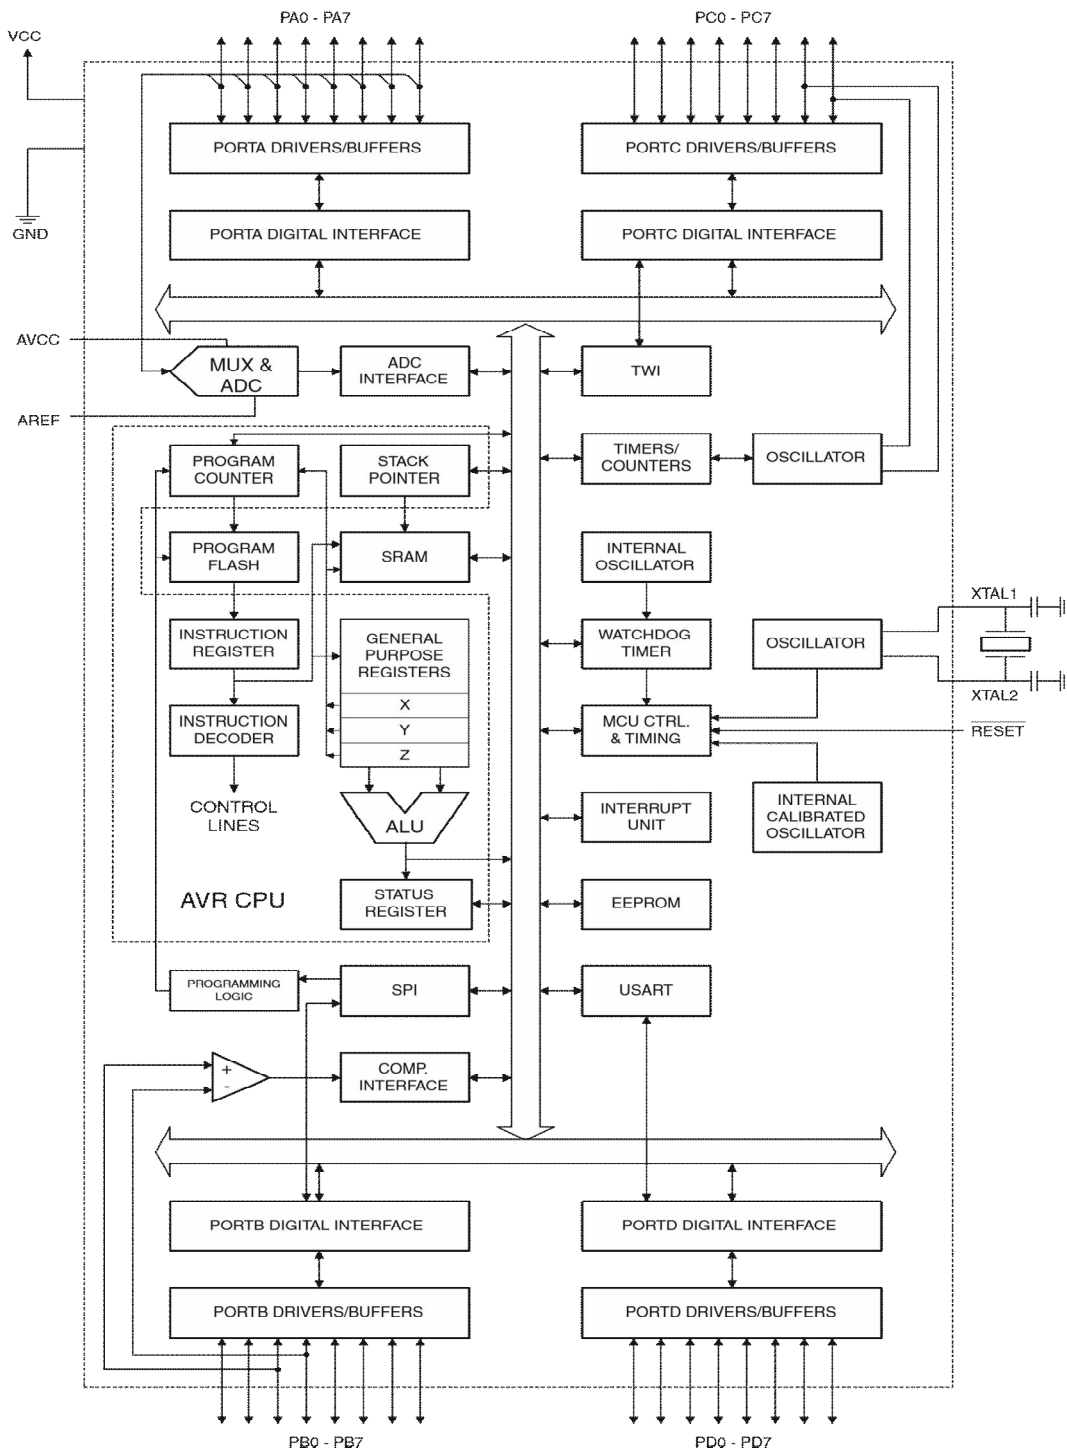 PA0 - PA7
PC0 - PC7
VCC
PORTA DRIVERS/BUFFERS
PORTC DRIVERS/BUFFERS
GND
PORTA DIGITAL INTERFACE
PORTC DIGITAL INTERFACE
AVCC
MUX &
ADC
ADC
INTERFACE
TWI
AREF
PROGRAM
COUNTER
STACK
POINTER
TIMERS/
COUNTERS
OSCILLATOR
PROGRAM
FLASH
SRAM
INTERNAL
OSCILLATOR
XTAL1
INSTRUCTION
REGISTER
GENERAL
PURPOSE
REGISTERS
WATCHDOG
TIMER
OSCILLATOR
X
XTAL2
INSTRUCTION
DECODER
Y
MCU CTRL.
& TIMING
RESET
Z
CONTROL
LINES
ALU
INTERRUPT
UNIT
INTERNAL
CALIBRATED
OSCILLATOR
AVR CPU
STATUS
REGISTER
EEPROM
PROGRAMMING
LOGIC
SPI
USART
+
-
COMP.
INTERFACE
PORTB DIGITAL INTERFACE
PORTD DIGITAL INTERFACE
PORTB DRIVERS/BUFFERS
PORTD DRIVERS/BUFFERS
PB0 - PB7
PD0 - PD7